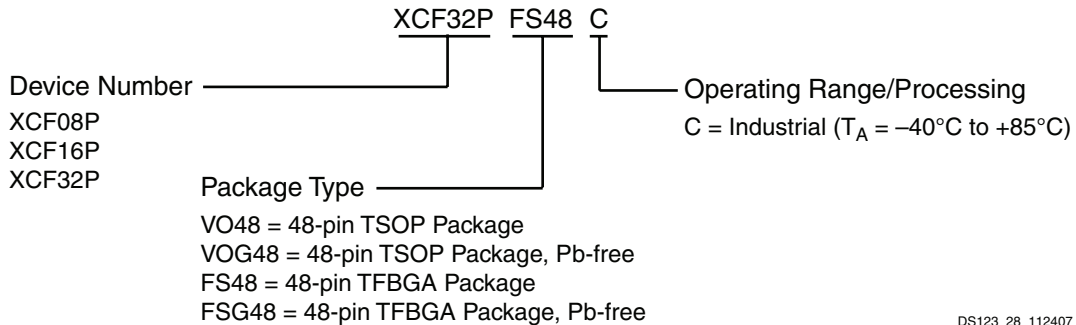 XCF32P FS48 C
Device Number
XCF08P
XCF16P
XCF32P
Package Type
VO48 = 48-pin TSOP Package
VOG48 = 48-pin TSOP Package, Pb-free
FS48 = 48-pin TFBGA Package
FSG48 = 48-pin TFBGA Package, Pb-free
Operating Range/Processing
C = Industrial (TA = –40°C to +85°C)
DS123_28_112407